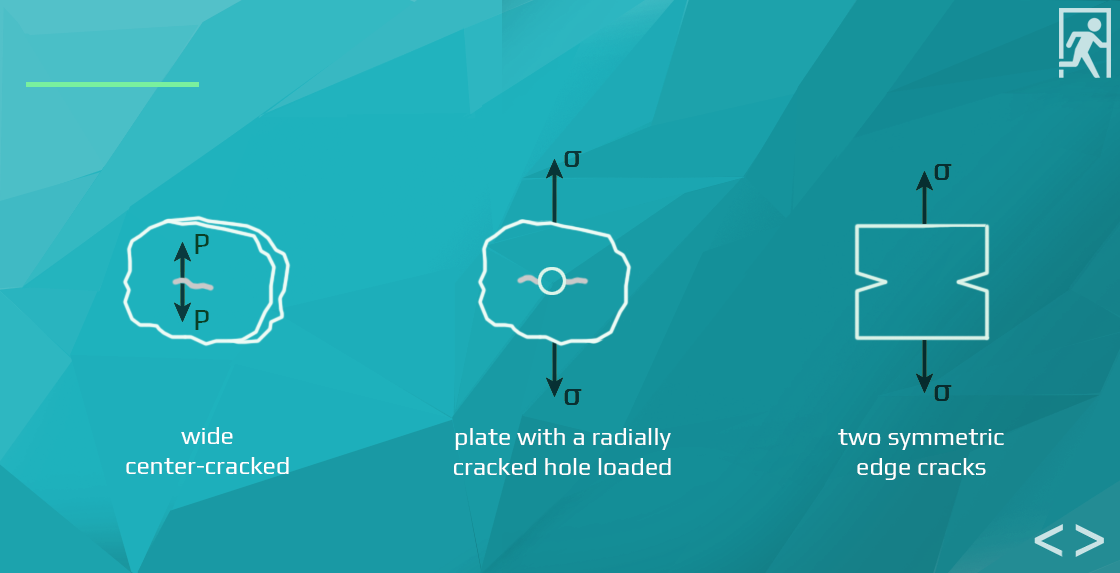 σ
σ
P
P
σ
σ
wide
center-cracked
plate with a radially
cracked hole loaded
two symmetric
edge cracks
< >